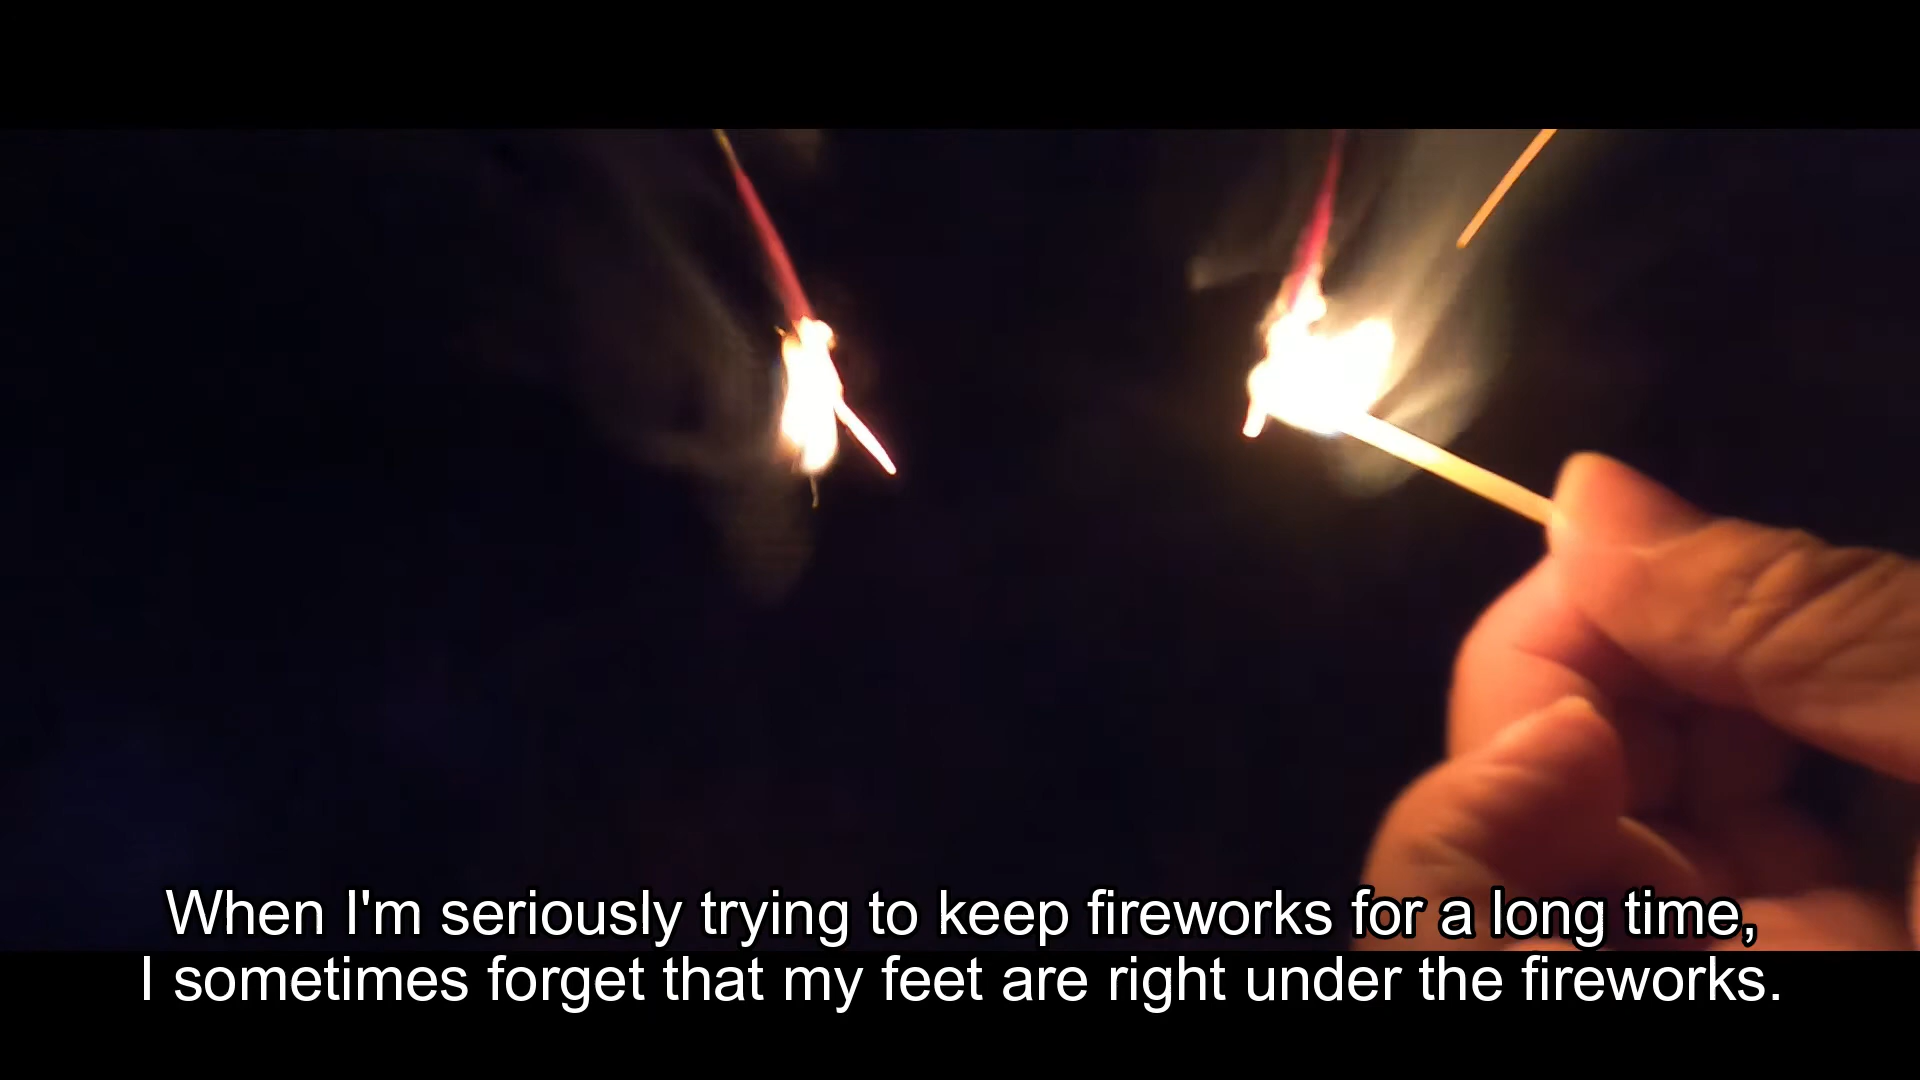 When I'm seriously trying to keep fireworks for a long time,
I sometimes forget that my feet are right under the fireworks.